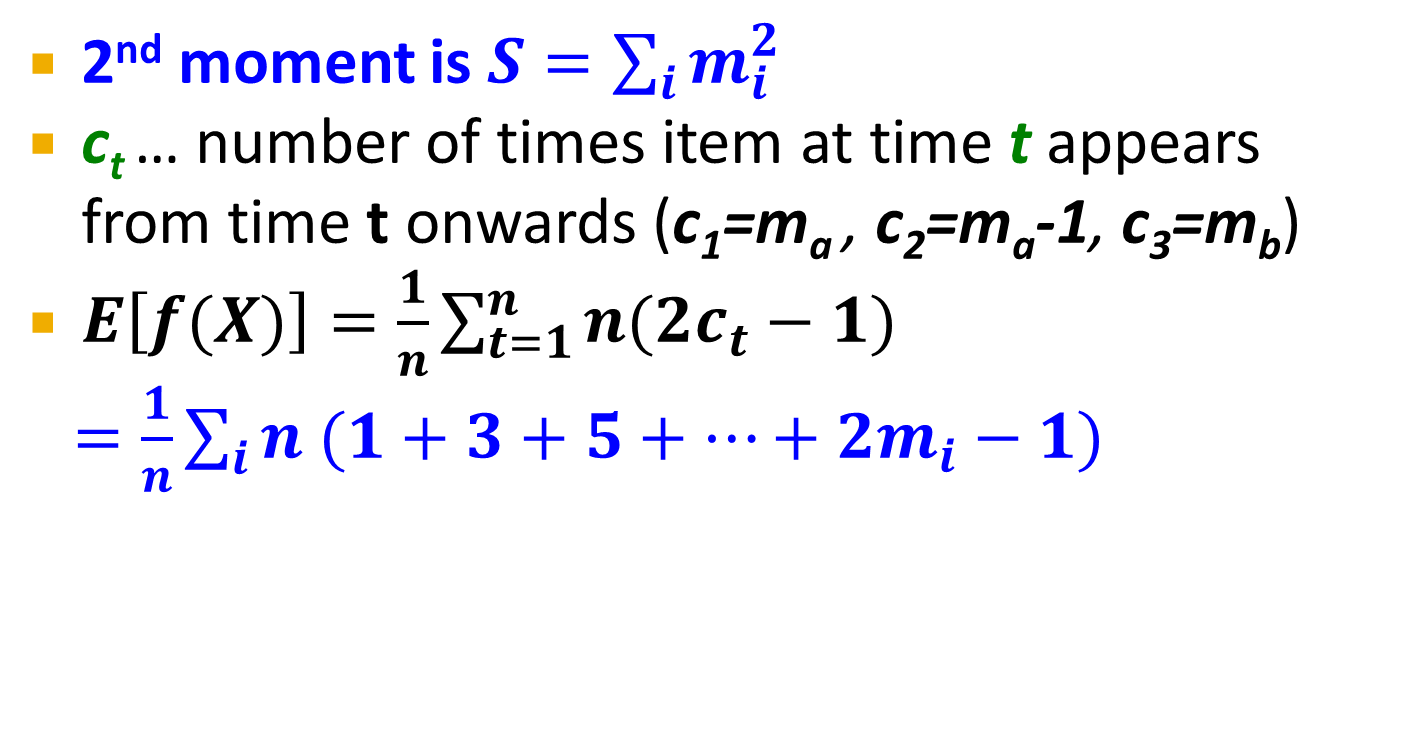 ▪ 2nd moment is S = ∑ᵢ mᵢ²
▪ cₜ ... number of times item at time t appears
from time t onwards (c₁=mₐ , c₂=mₐ-1, c₃=m_b)
▪ E[f(X)] = 1/n ∑ₜ₌₁ⁿ n(2cₜ − 1)
= 1/n ∑ᵢ n (1 + 3 + 5 + ⋯ + 2mᵢ − 1)